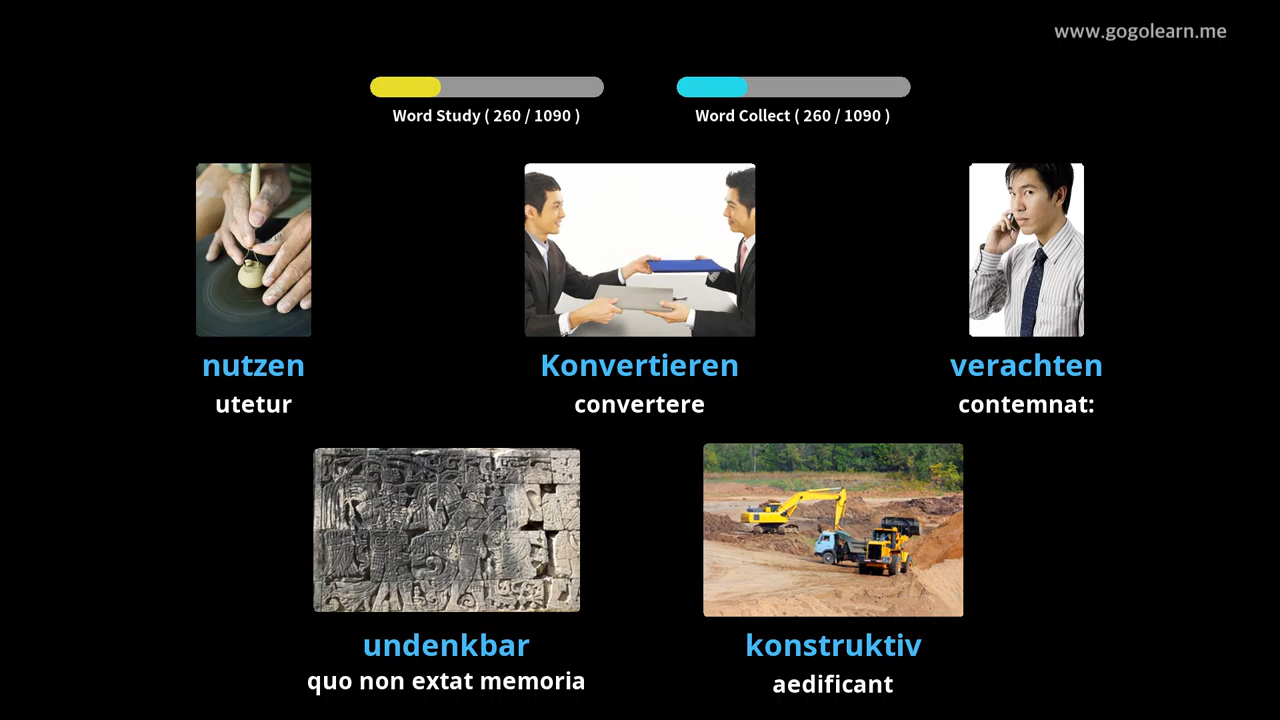 www.gogolearn.me
Word Study ( 260 / 1090 )
Word Collect ( 260 / 1090 )
nutzen
utetur
Konvertieren
convertere
verachten
contemnat:
undenkbar
quo non extat memoria
konstruktiv
aedificant